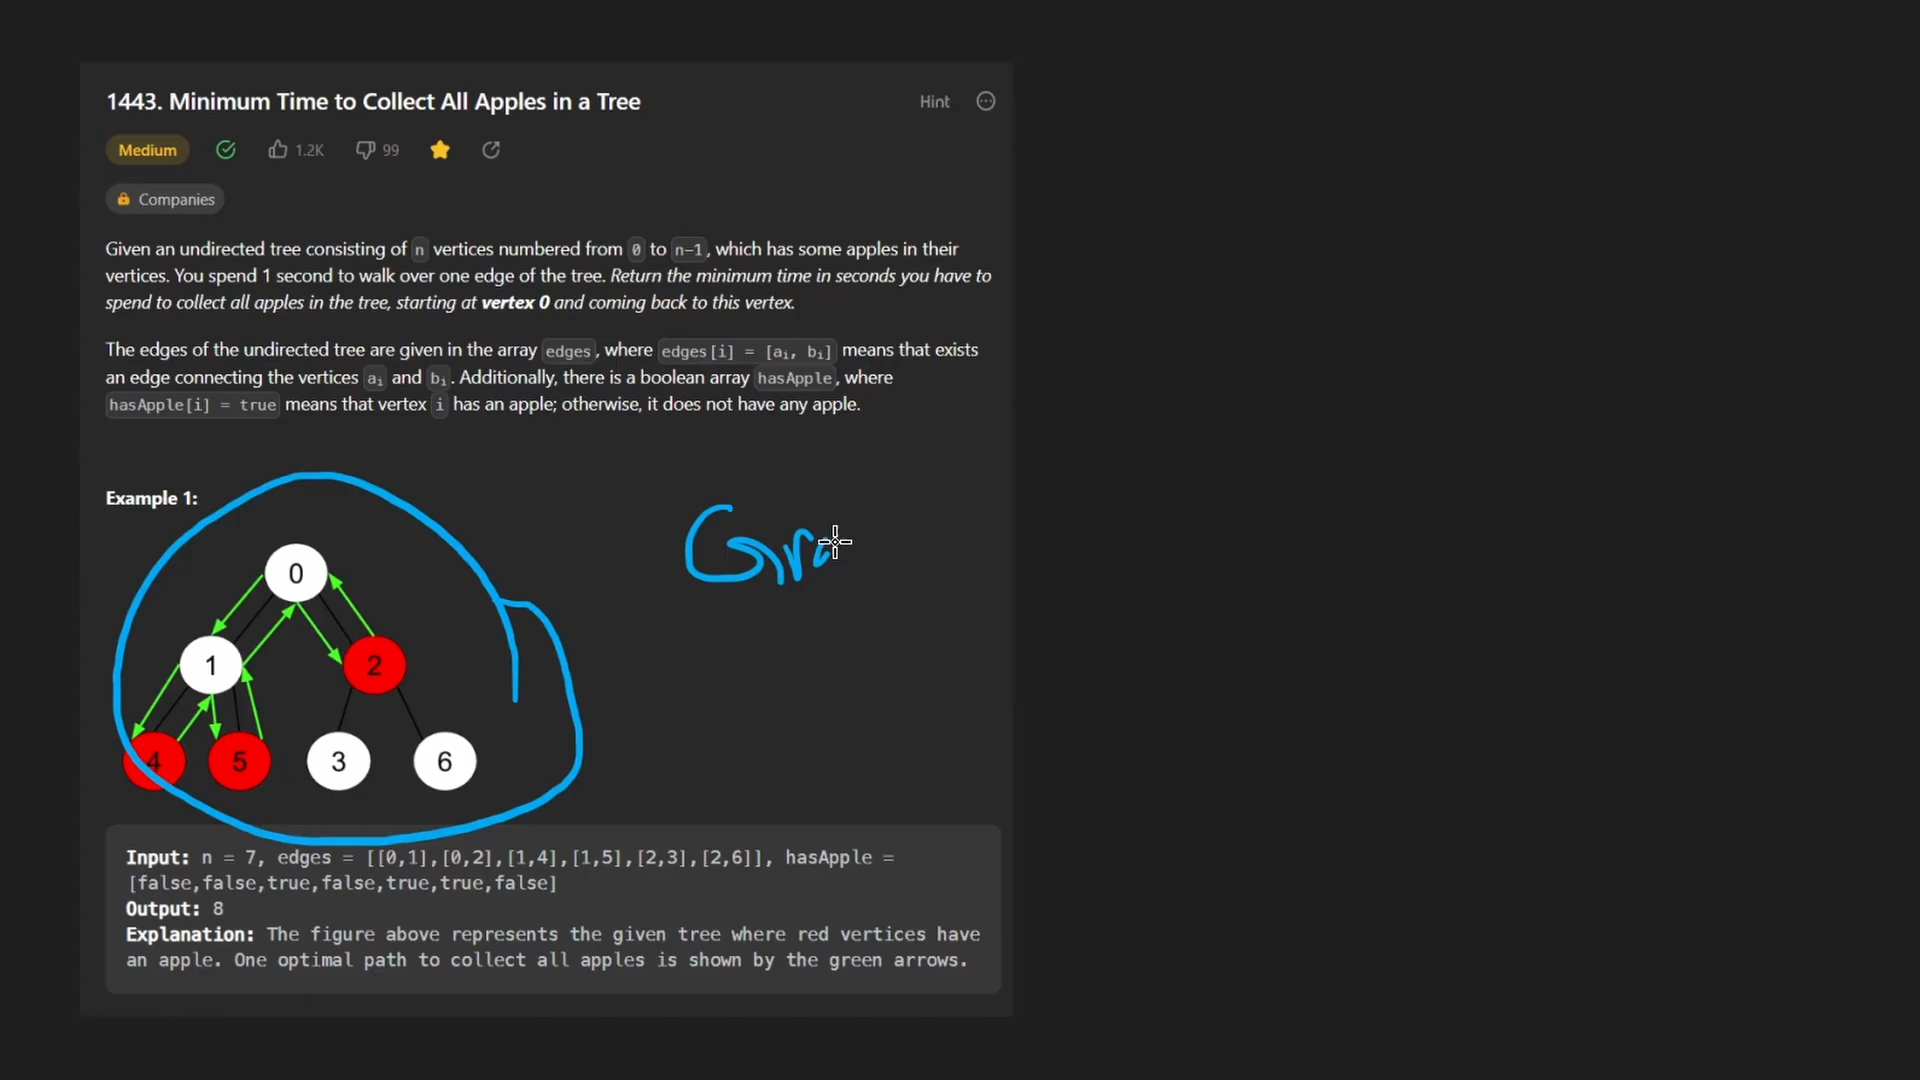 1443. Minimum Time to Collect All Apples in a Tree
Hint
Medium
1.2K
99
Companies
Given an undirected tree consisting of n vertices numbered from 0 to n-1, which has some apples in their
vertices. You spend 1 second to walk over one edge of the tree. Return the minimum time in seconds you have to
spend to collect all apples in the tree, starting at vertex 0 and coming back to this vertex.
The edges of the undirected tree are given in the array edges, where edges[i] = [aᵢ, bᵢ] means that exists
an edge connecting the vertices aᵢ and bᵢ. Additionally, there is a boolean array hasApple, where
hasApple[i] = true means that vertex i has an apple; otherwise, it does not have any apple.
Example 1:
Gra
0
1
2
4
5
3
6
Input: n = 7, edges = [[0,1],[0,2],[1,4],[1,5],[2,3],[2,6]], hasApple =
[false,false,true,false,true,true,false]
Output: 8
Explanation: The figure above represents the given tree where red vertices have
an apple. One optimal path to collect all apples is shown by the green arrows.